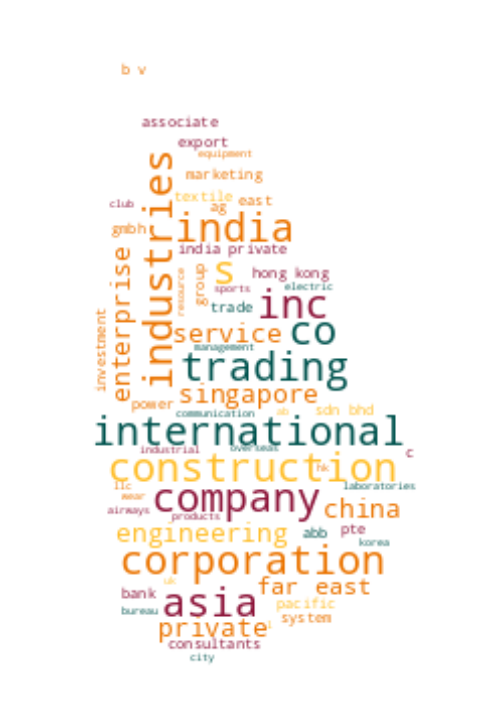 b v
associate
export
equipment
marketing
industries
textile
club
ag
east
gmbh
india
india private
enterprise
s
hong kong
resource
group
sports
electric
trade
inc
investment
service
co
management
trading
singapore
power
communication
ab
sdn bhd
international
industrial
overseas
c
construction
hk
llc
laboratories
wear
company
airways
products
china
engineering
abb
pte
korea
corporation
uk
far east
bank
asia
pacific
bureau
system
private
consultants
city